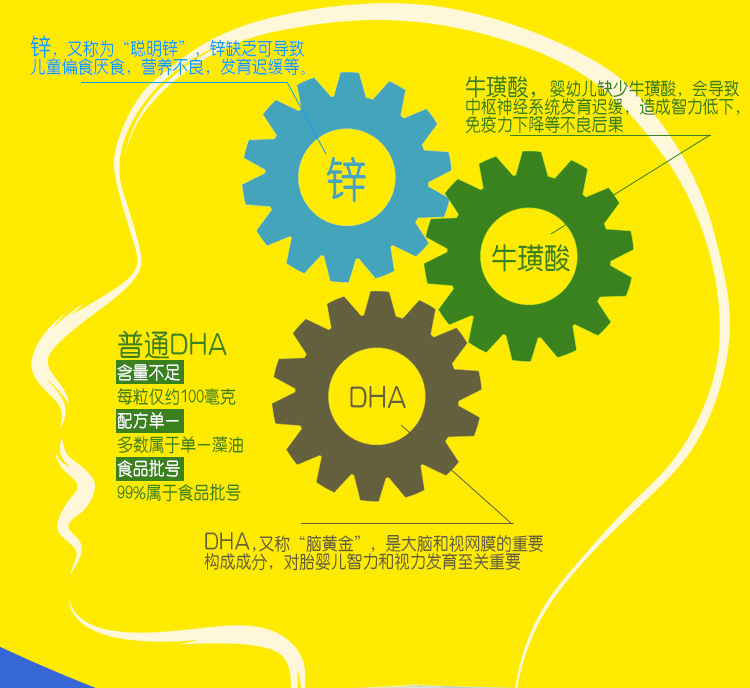 锌，又称为“聪明锌”，锌缺乏可导致
儿童偏食厌食，营养不良，发育迟缓等。
牛璜酸，婴幼儿缺少牛璜酸，会导致
中枢神经系统发育迟缓，造成智力低下，
免疫力下降等不良后果
锌
牛璜酸
DHA
普通DHA
含量不足
每粒仅约100毫克
配方单一
多数属于单一藻油
食品批号
99%属于食品批号
DHA,又称“脑黄金”，是大脑和视网膜的重要
构成成分，对胎婴儿智力和视力发育至关重要